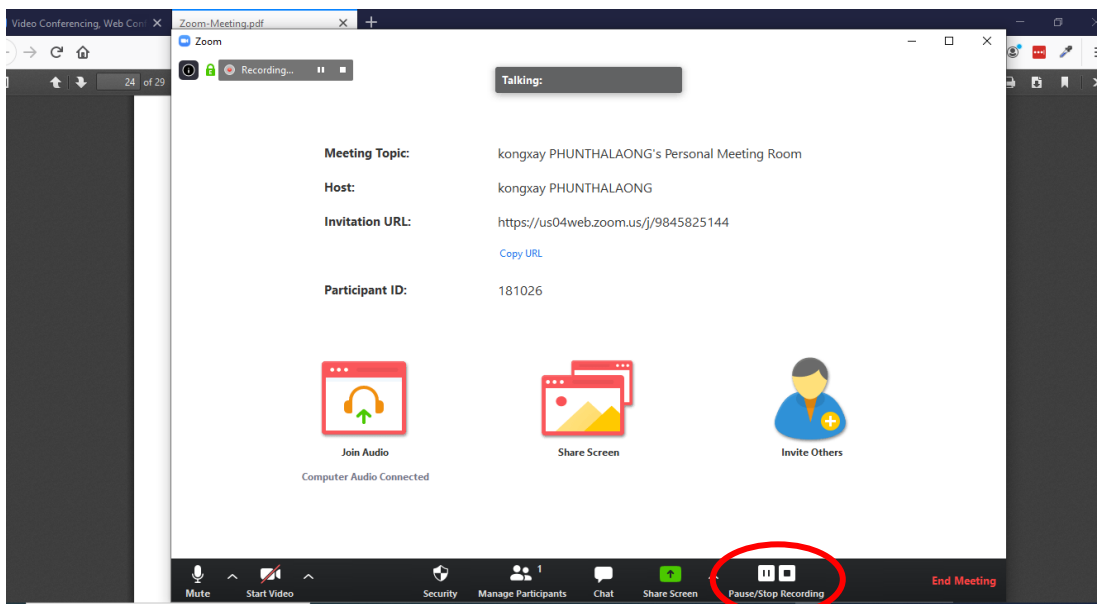 Video Conferencing, Web Conf
Zoom-Meeting.pdf
Zoom
24 of 29
Recording...
Talking:
Meeting Topic: kongxay PHUNTHALAONG's Personal Meeting Room
Host: kongxay PHUNTHALAONG
Invitation URL: https://us04web.zoom.us/j/9845825144
Copy URL
Participant ID: 181026
Join Audio
Share Screen
Invite Others
Computer Audio Connected
Mute
Start Video
Security
Manage Participants
1
Chat
Share Screen
Pause/Stop Recording
End Meeting